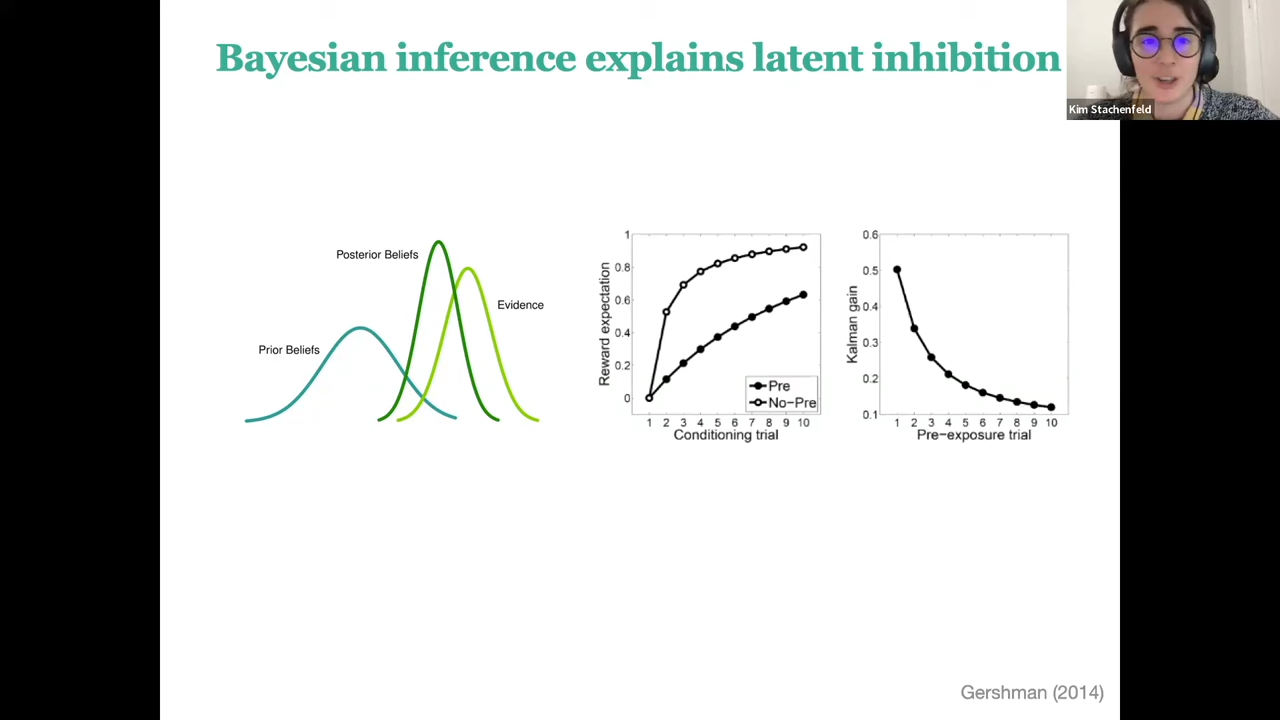 Bayesian inference explains latent inhibition
Kim Stachenfeld
Posterior Beliefs
Evidence
Prior Beliefs
Reward expectation
1
0.8
0.6
0.4
0.2
0
Pre
No-Pre
1 2 3 4 5 6 7 8 9 10
Conditioning trial
Kalman gain
0.6
0.5
0.4
0.3
0.2
0.1
1 2 3 4 5 6 7 8 9 10
Pre-exposure trial
Gershman (2014)